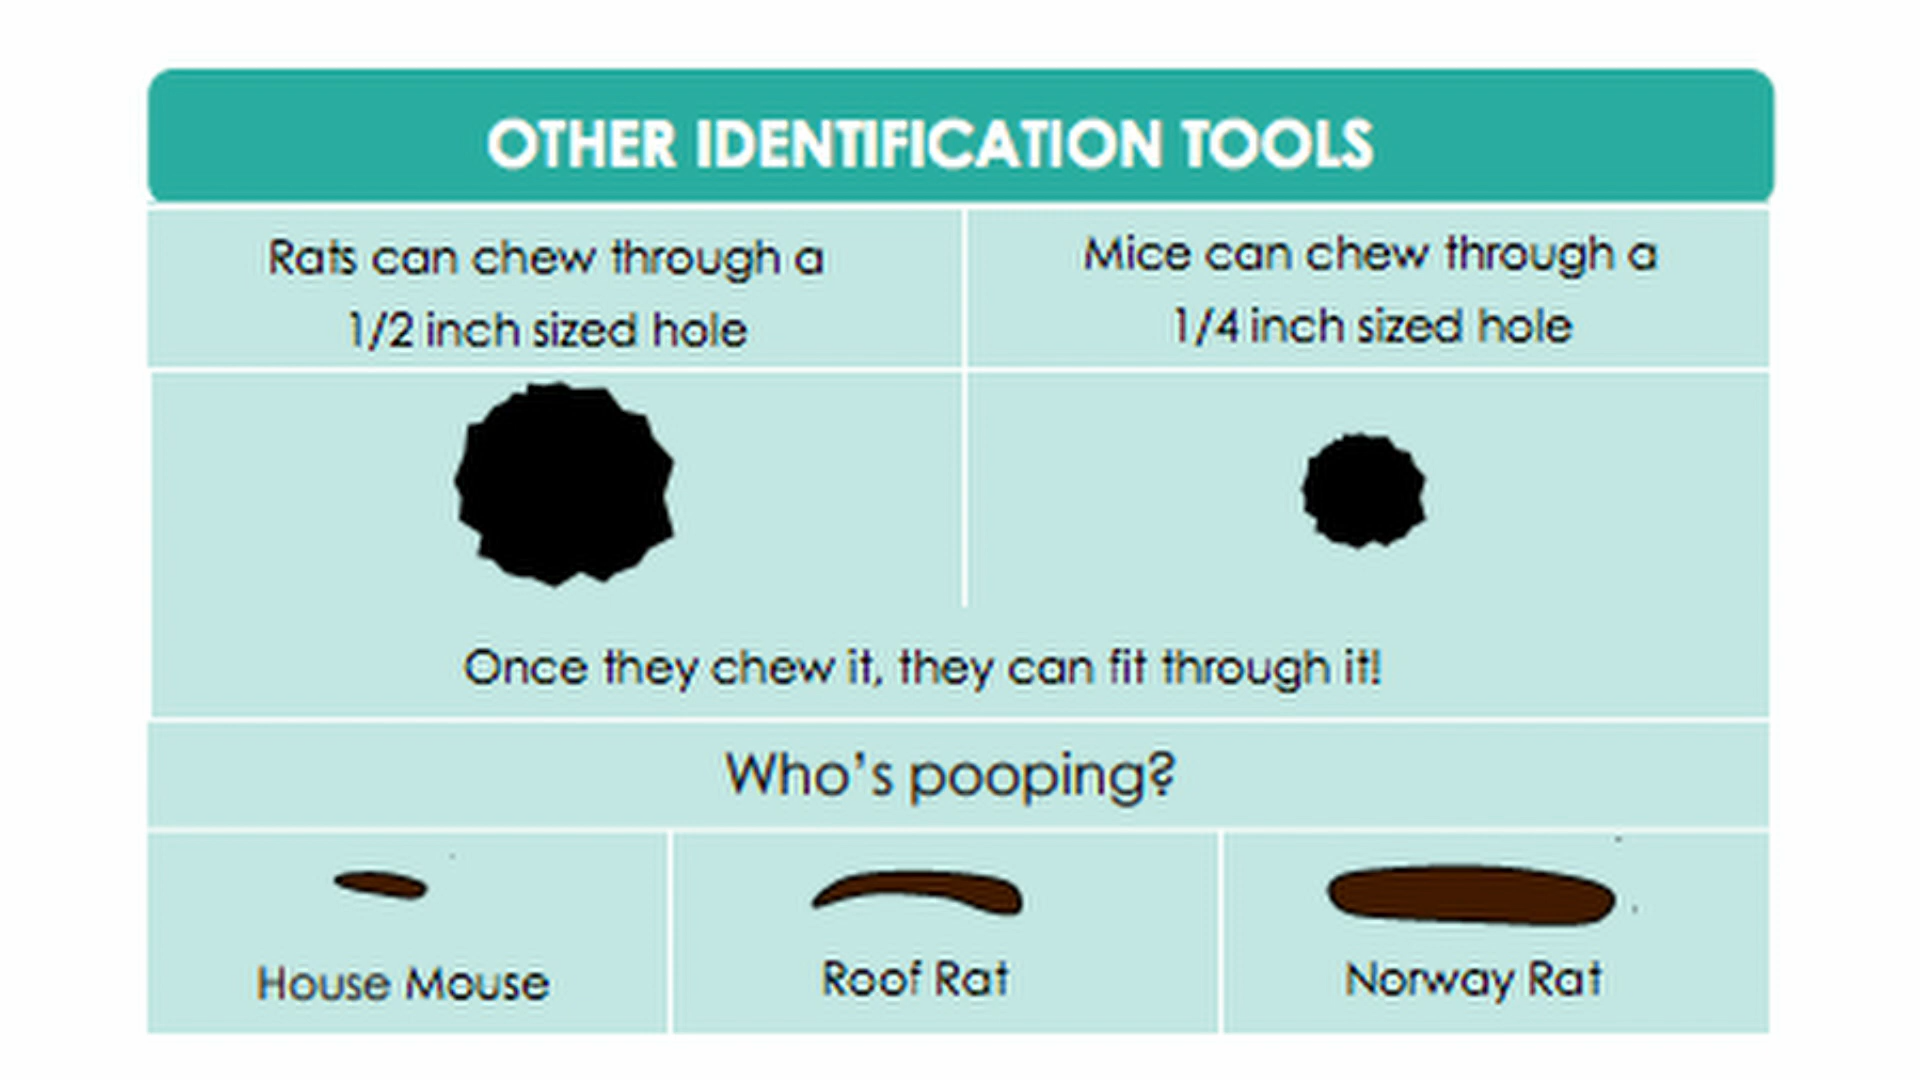 OTHER IDENTIFICATION TOOLS
Rats can chew through a
1/2 inch sized hole
Mice can chew through a
1/4 inch sized hole
Once they chew it, they can fit through it!
Who's pooping?
House Mouse
Roof Rat
Norway Rat